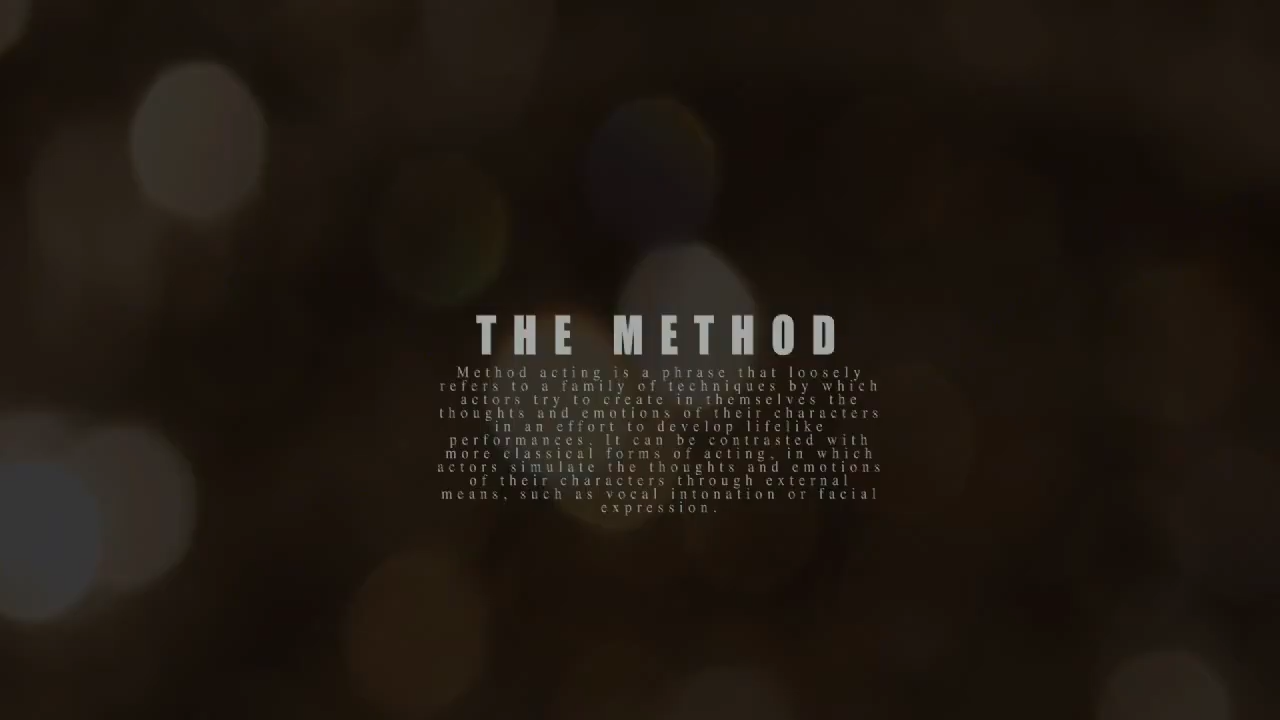 THE METHOD
Method acting is a phrase that loosely
refers to a family of techniques by which
actors try to create in themselves the
thoughts and emotions of their characters
in an effort to develop lifelike
performances. It can be contrasted with
more classical forms of acting, in which
actors simulate the thoughts and emotions
of their characters through external
means, such as vocal intonation or facial
expression.